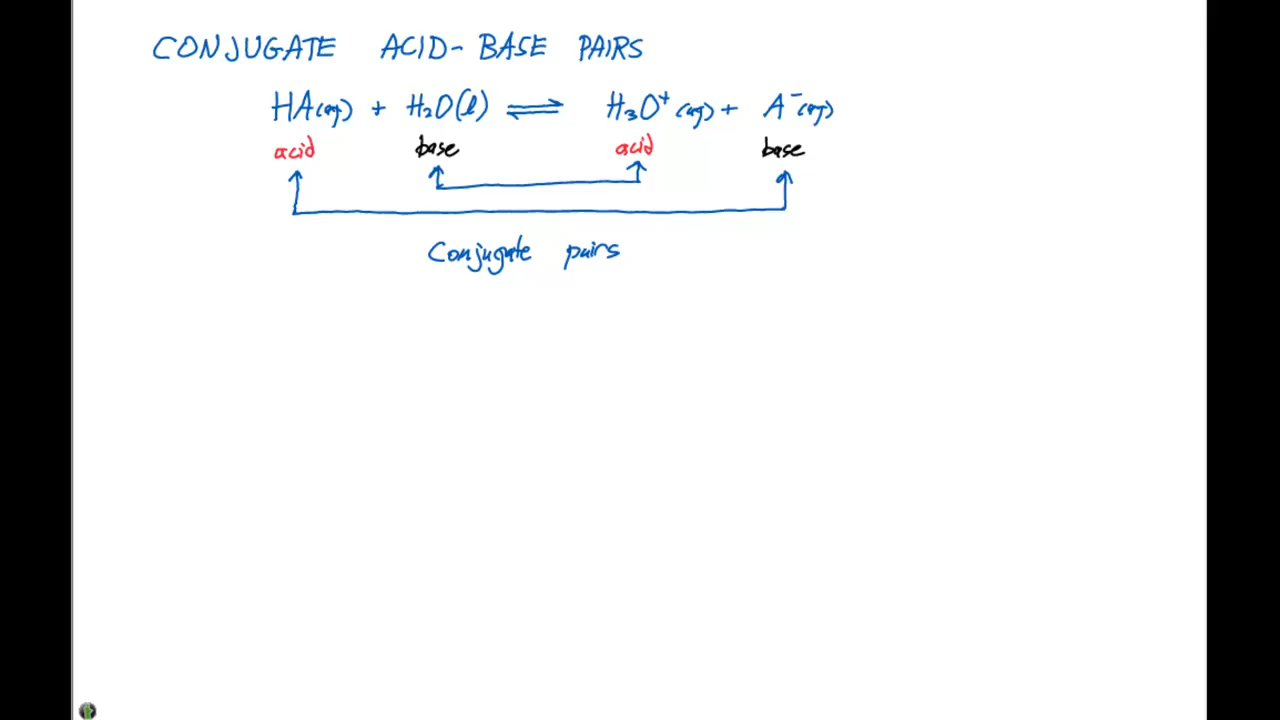 CONJUGATE ACID-BASE PAIRS
HA(aq) + H₂O(l) ⇌ H₃O⁺(aq) + A⁻(aq)
acid base acid base
Conjugate pairs